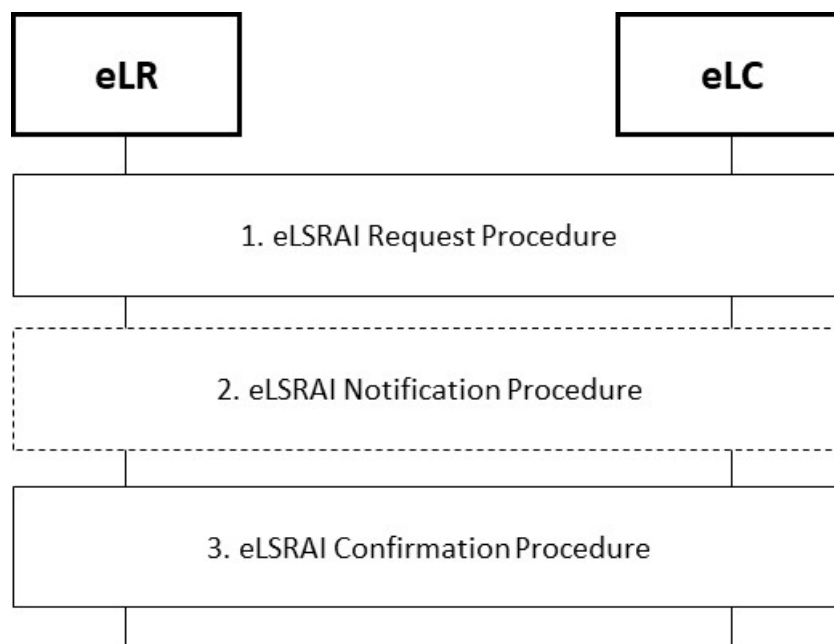 eLR
eLC
1. eLSRAI Request Procedure
2. eLSRAI Notification Procedure
3. eLSRAI Confirmation Procedure